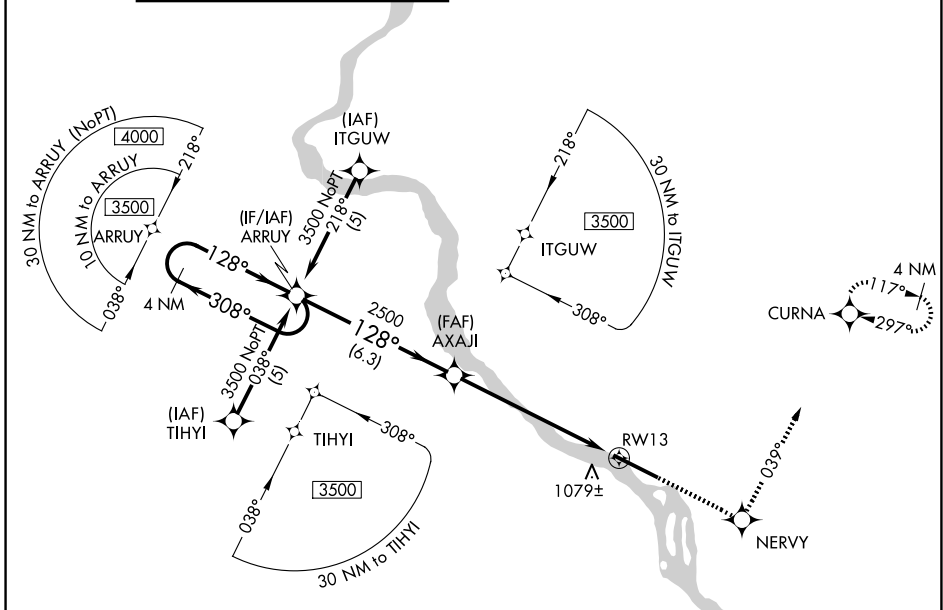 30 NM to ARRUY (NoPT)
4000
218°
10 NM to ARRUY
3500
ARRUY
038°
(IAF)
ITGUW
3500 NoPT
218°
(5)
(IF/IAF)
ARRUY
128°
308°
4 NM
2500
128°
(6.3)
(FAF)
AXAJI
3500 NoPT
038°
(5)
(IAF)
TIHYI
218°
30 NM to ITGUW
3500
ITGUW
308°
4 NM
117°
CURNA
297°
TIHYI
308°
3500
038°
30 NM to TIHYI
RW13
1079±
039°
NERVY